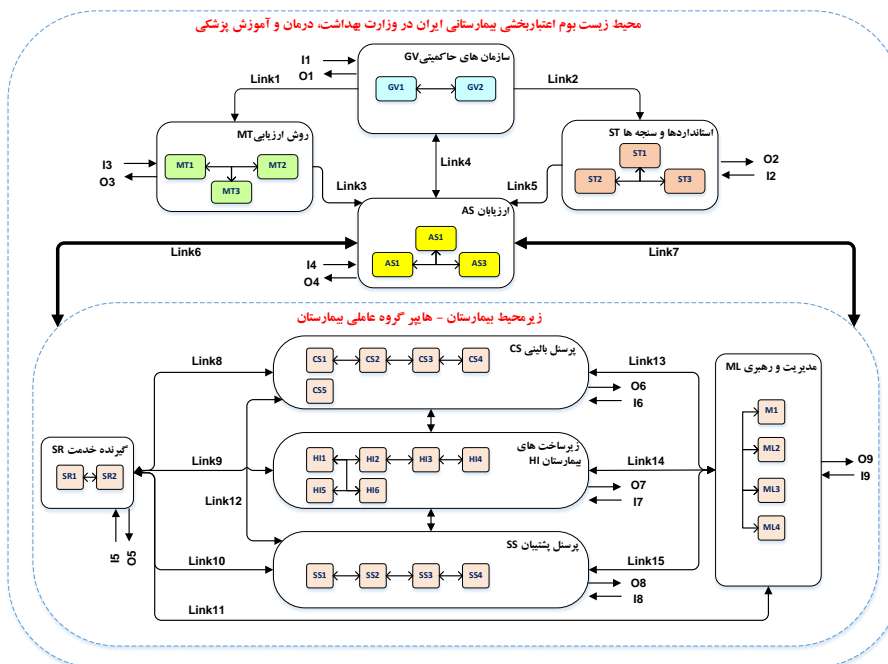 محیط زیست بوم اعتباربخشی بیمارستانی ایران در وزارت بهداشت، درمان و آموزش پزشکی
سازمان های حاکمیتی GV
I1
O1
GV1
GV2
Link1
Link2
روش ارزیابی MT
MT1
MT2
MT3
I3
O3
استانداردها و سنجه ها ST
ST1
ST2
ST3
O2
I2
Link3
Link4
Link5
ارزیابان AS
AS1
AS1
AS3
I4
O4
Link6
Link7
زیرمحیط بیمارستان - هایپر گروه عاملی بیمارستان
پرسنل بالینی CS
CS1
CS2
CS3
CS4
CS5
Link8
Link13
O6
I6
مدیریت و رهبری ML
M1
ML2
ML3
ML4
O9
I9
گیرنده خدمت SR
SR1
SR2
I5
O5
زیرساخت های
بیمارستان HI
HI1
HI2
HI3
HI4
HI5
HI6
Link9
Link14
O7
I7
Link12
پرسنل پشتیبان SS
SS1
SS2
SS3
SS4
Link10
Link15
O8
I8
Link11